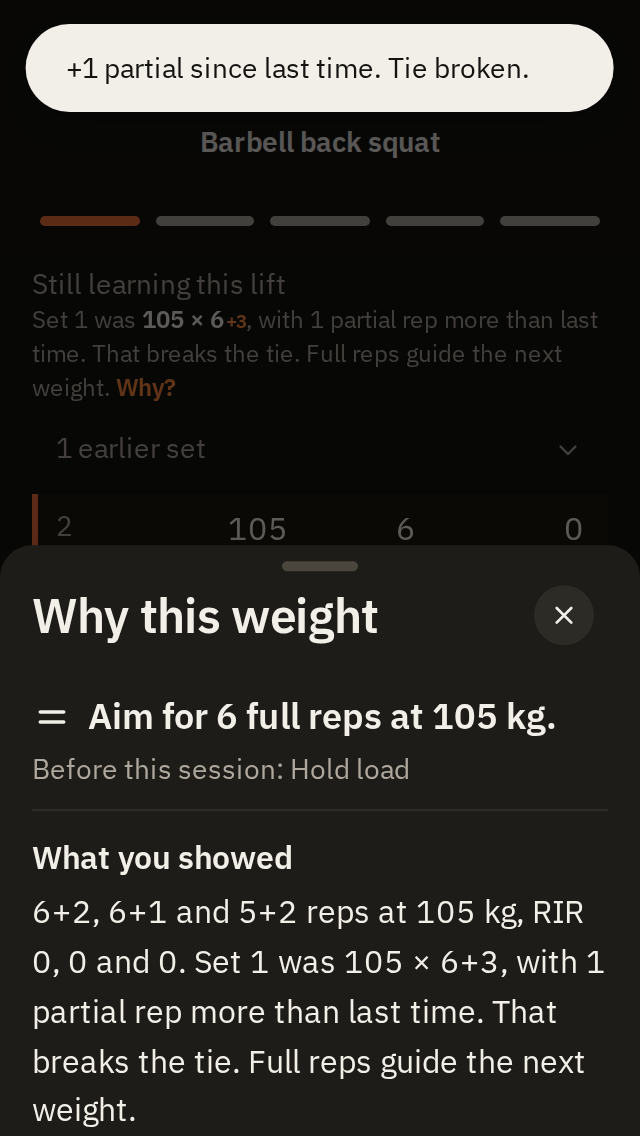 +1 partial since last time. Tie broken.
Barbell back squat
Still learning this lift
Set 1 was 105 × 6+3, with 1 partial rep more than last
time. That breaks the tie. Full reps guide the next
weight. Why?
1 earlier set
2 105 6 0
Why this weight
= Aim for 6 full reps at 105 kg.
Before this session: Hold load
What you showed
6+2, 6+1 and 5+2 reps at 105 kg, RIR
0, 0 and 0. Set 1 was 105 × 6+3, with 1
partial rep more than last time. That
breaks the tie. Full reps guide the next
weight.